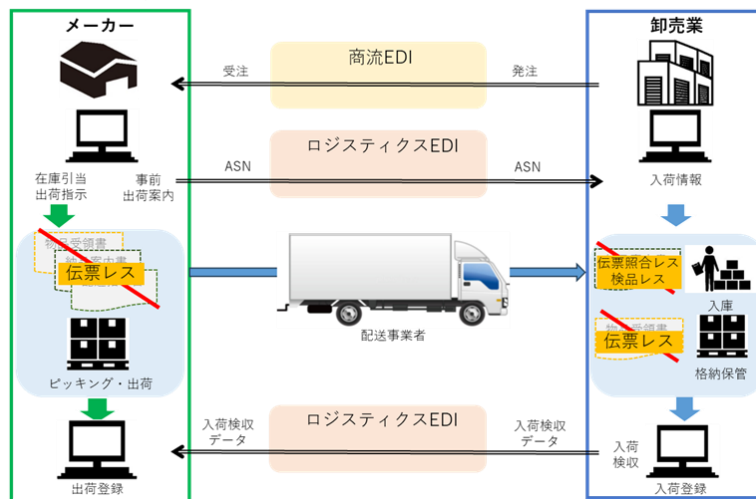 メーカー
卸売業
商流EDI
受注
発注
ロジスティクスEDI
ASN
ASN
在庫引当
出荷指示
事前
出荷案内
入荷情報
物品受領書
納品案内書
伝票レス
伝票照合レス
検品レス
入庫
物品受領書
伝票レス
配送事業者
ピッキング・出荷
格納保管
ロジスティクスEDI
入荷検収
データ
入荷検収
データ
入荷
検収
出荷登録
入荷登録